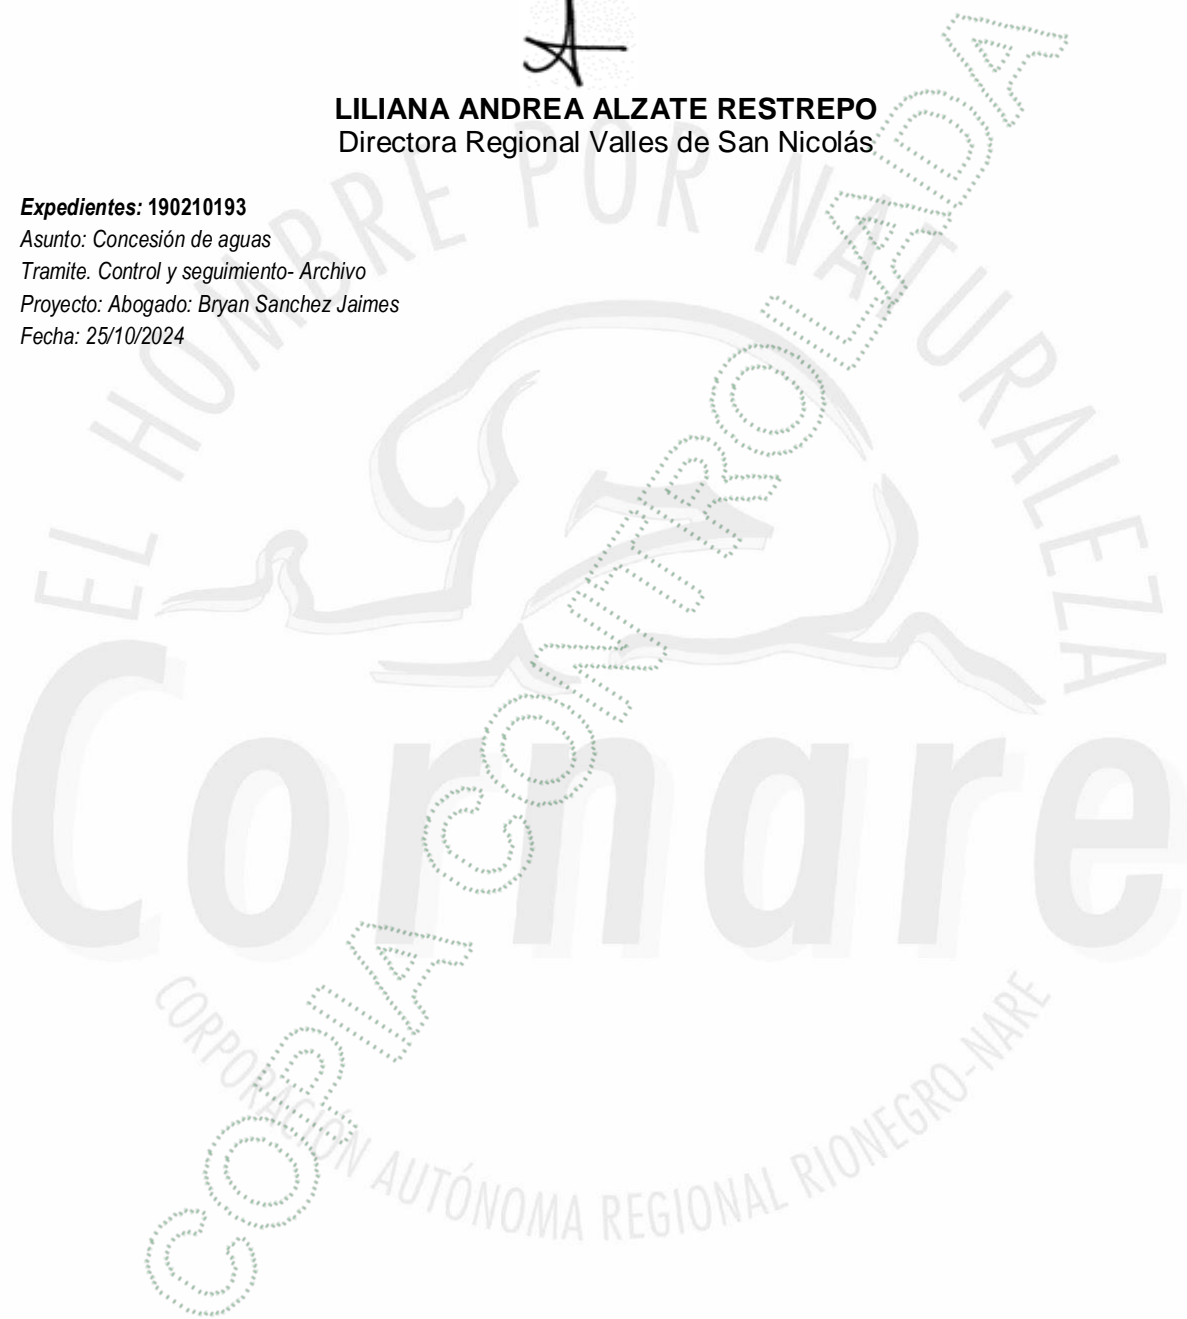 LILIANA ANDREA ALZATE RESTREPO
Directora Regional Valles de San Nicolás
Expedientes: 190210193
Asunto: Concesión de aguas
Tramite. Control y seguimiento- Archivo
Proyecto: Abogado: Bryan Sanchez Jaimes
Fecha: 25/10/2024
EL HOMBRE POR NATURALEZA
Cornare
CORPORACIÓN AUTÓNOMA REGIONAL RIONEGRO-NARE
COPIA CONTROLADA